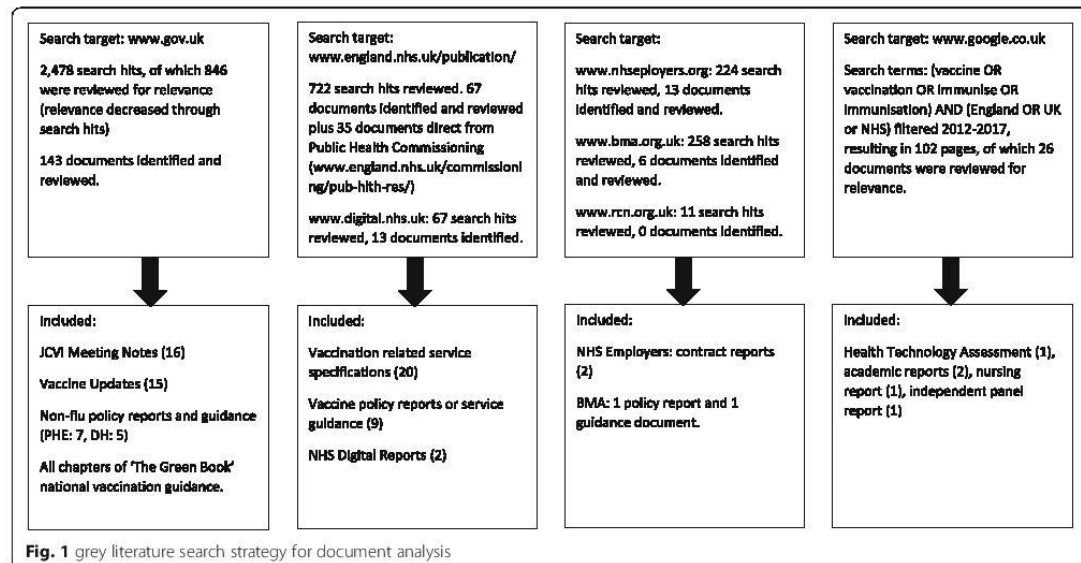 Search target: www.gov.uk
2,478 search hits, of which 846
were reviewed for relevance
(relevance decreased through
search hits)
143 documents identified and
reviewed.
Search target:
www.england.nhs.uk/publication/
722 search hits reviewed. 67
documents identified and reviewed
plus 35 documents direct from
Public Health Commissioning
(www.england.nhs.uk/commissioni
ng/pub-hlth-res/)
www.digital.nhs.uk: 67 search hits
reviewed, 13 documents identified.
Search target:
www.nhseployers.org: 224 search
hits reviewed, 13 documents
identified and reviewed.
www.bma.org.uk: 258 search hits
reviewed, 6 documents identified
and reviewed.
www.rcn.org.uk: 11 search hits
reviewed, 0 documents identified.
Search target: www.google.co.uk
Search terms: (vaccine OR
vaccination OR immunise OR
immunisation) AND (England OR UK
or NHS) filtered 2012-2017,
resulting in 102 pages, of which 26
documents were reviewed for
relevance.
Included:
JCVI Meeting Notes (16)
Vaccine Updates (15)
Non-flu policy reports and guidance
(PHE: 7, DH: 5)
All chapters of 'The Green Book'
national vaccination guidance.
Included:
Vaccination related service
specifications (20)
Vaccine policy reports or service
guidance (9)
NHS Digital Reports (2)
Included:
NHS Employers: contract reports
(2)
BMA: 1 policy report and 1
guidance document.
Included:
Health Technology Assessment (1),
academic reports (2), nursing
report (1), independent panel
report (1)
Fig. 1 grey literature search strategy for document analysis